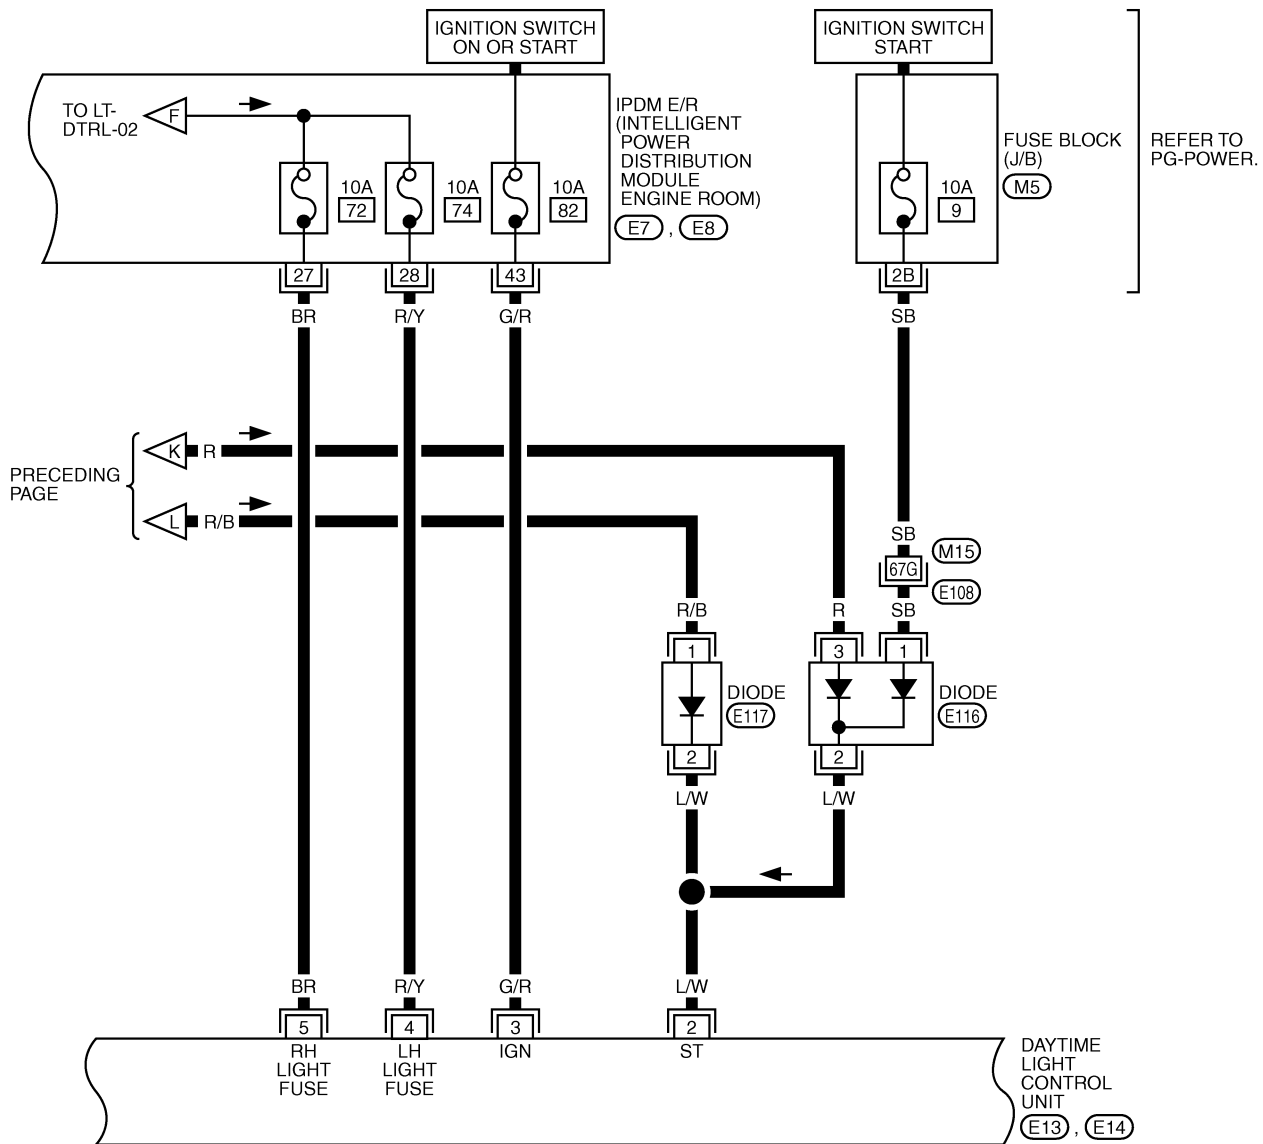 IGNITION SWITCH
ON OR START
IGNITION SWITCH
START
TO LT-
DTRL-02
F
IPDM E/R
(INTELLIGENT
POWER
DISTRIBUTION
MODULE
ENGINE ROOM)
E7 , E8
FUSE BLOCK
(J/B)
M5
REFER TO
PG-POWER.
10A
72
10A
74
10A
82
10A
9
27
28
43
2B
BR
R/Y
G/R
SB
PRECEDING
PAGE
K
R
L
R/B
SB
M15
67G
E108
R/B
R
SB
1
3
1
DIODE
E117
DIODE
E116
2
2
L/W
L/W
BR
R/Y
G/R
L/W
5
4
3
2
RH
LIGHT
FUSE
LH
LIGHT
FUSE
IGN
ST
DAYTIME
LIGHT
CONTROL
UNIT
E13 , E14